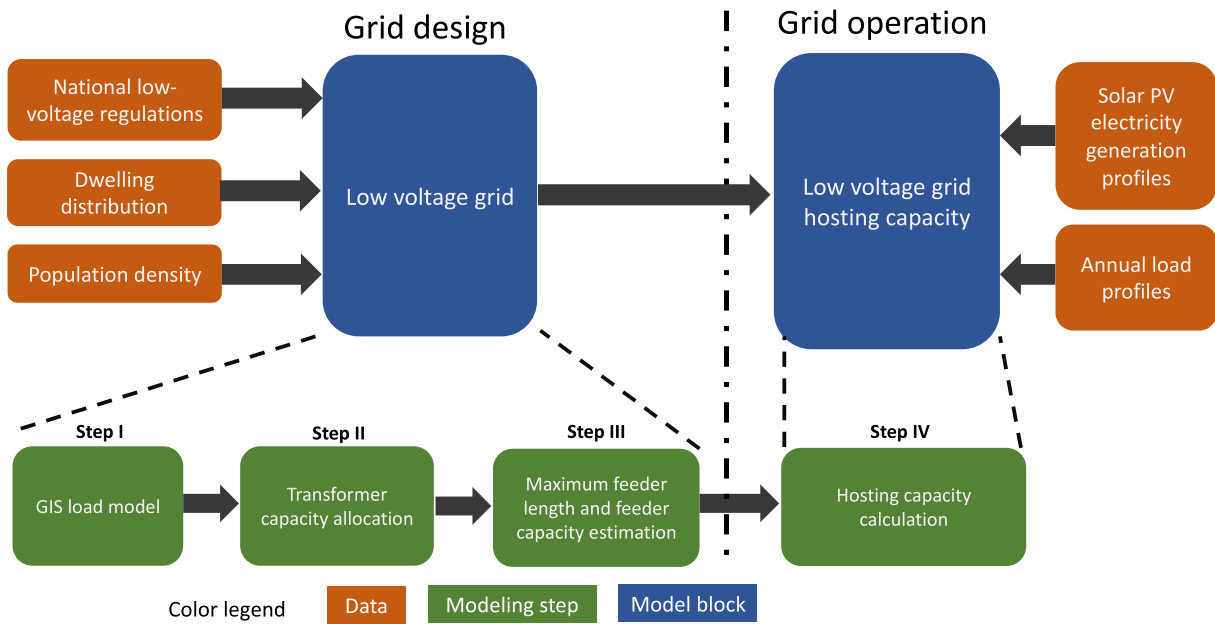 Grid design
Grid operation
National low-
voltage regulations
Dwelling
distribution
Population density
Low voltage grid
Low voltage grid
hosting capacity
Solar PV
electricity
generation
profiles
Annual load
profiles
Step I
GIS load model
Step II
Transformer
capacity allocation
Step III
Maximum feeder
length and feeder
capacity estimation
Step IV
Hosting capacity
calculation
Color legend
Data
Modeling step
Model block